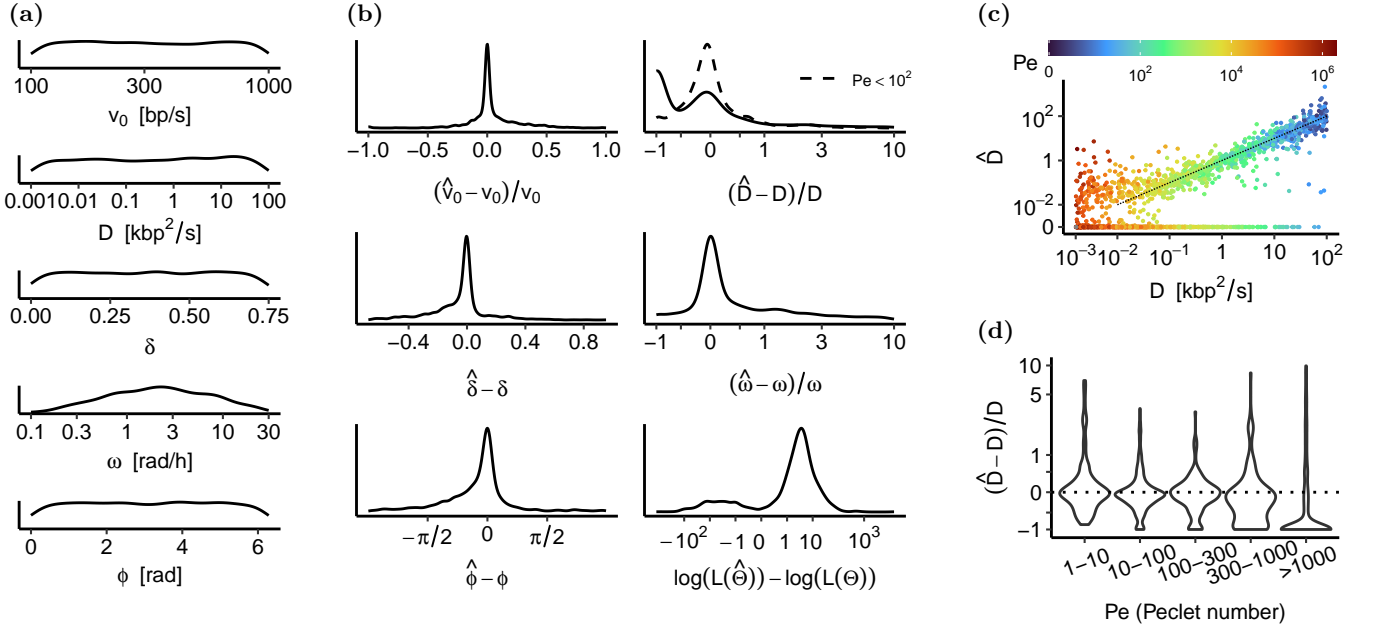 (a)
100 300 1000
v₀ [bp/s]
0.001 0.01 0.1 1 10 100
D [kbp²/s]
0.00 0.25 0.50 0.75
δ
0.1 0.3 1 3 10 30
ω [rad/h]
0 2 4 6
ϕ [rad]
(b)
−1.0 −0.5 0.0 0.5 1.0
(v̂₀−v₀)/v₀
Pe<10²
−1 0 1 3 10
(D̂−D)/D
−0.4 0.0 0.4 0.8
δ̂−δ
−1 0 1 3 10
(ω̂−ω)/ω
−π/2 0 π/2
ϕ̂−ϕ
−10² −1 0 1 10 10³
log(L(Θ̂))−log(L(Θ))
(c)
Pe
0 10² 10⁴ 10⁶
D̂
10²
1
10⁻²
0
10⁻³ 10⁻² 10⁻¹ 1 10 10²
D [kbp²/s]
(d)
(D̂−D)/D
10
5
1
0
−1
1−10 10−100 100−300 300−1000 >1000
Pe (Peclet number)